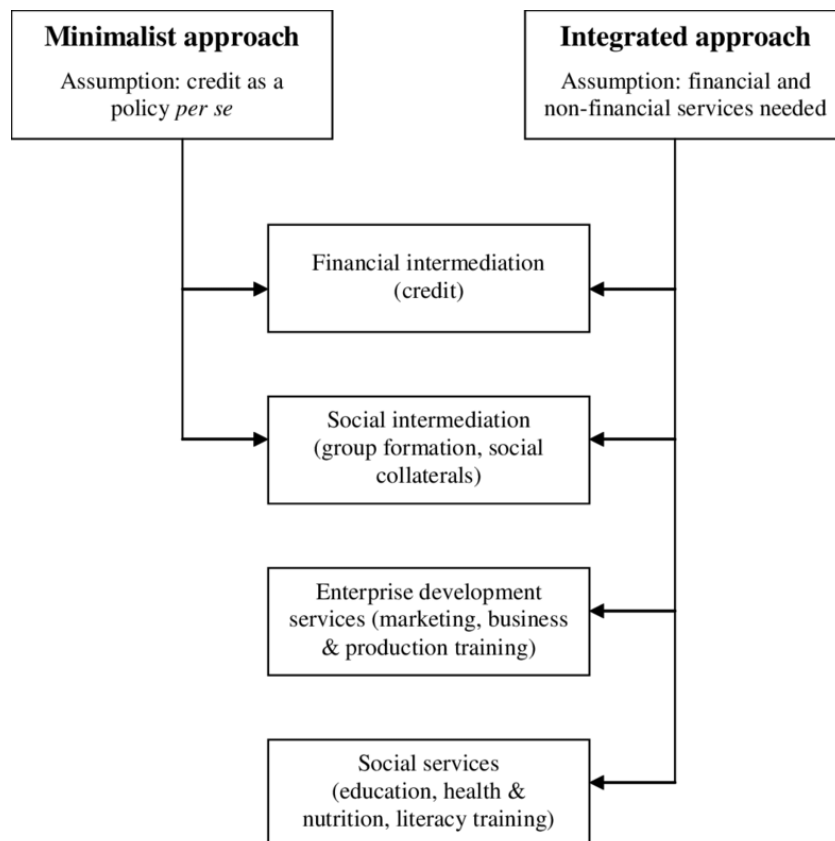 Minimalist approach
Assumption: credit as a
policy per se
Integrated approach
Assumption: financial and
non-financial services needed
Financial intermediation
(credit)
Social intermediation
(group formation, social
collaterals)
Enterprise development
services (marketing, business
& production training)
Social services
(education, health &
nutrition, literacy training)